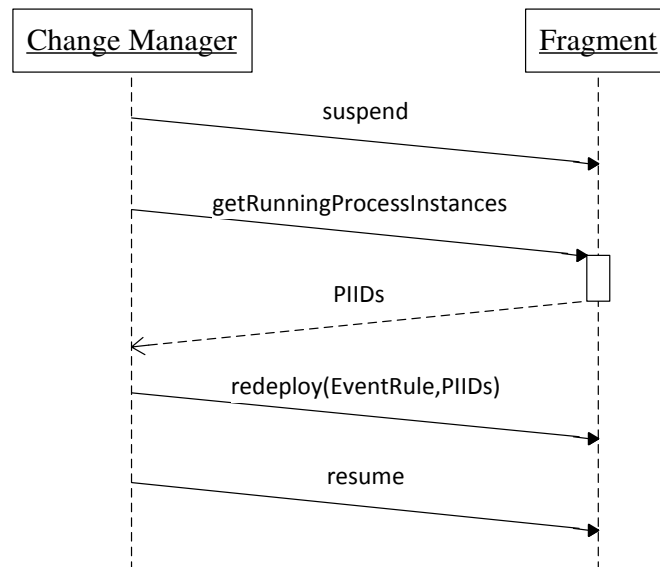 Change Manager
Fragment
suspend
getRunningProcessInstances
PIIDs
redeploy(EventRule,PIIDs)
resume